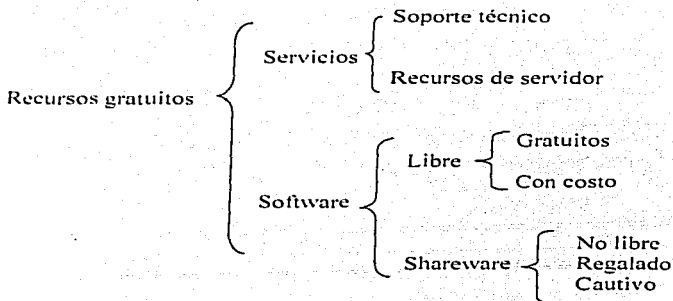 Recursos gratuitos
Servicios
Soporte técnico
Recursos de servidor
Software
Libre
Gratuitos
Con costo
Shareware
No libre
Regalado
Cautivo